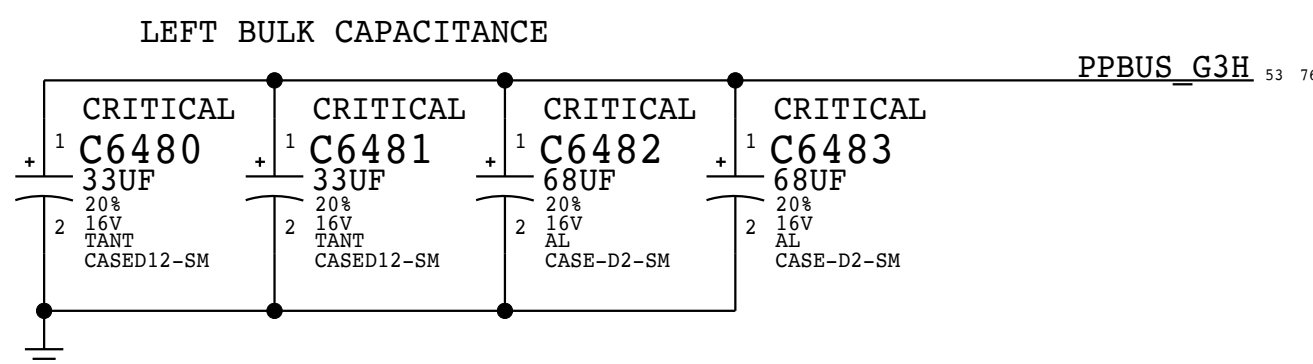 LEFT BULK CAPACITANCE
PPBUS_G3H 53 76
CRITICAL CRITICAL CRITICAL CRITICAL
1 C6480 1 C6481 1 C6482 1 C6483
+ 33UF + 33UF + 68UF + 68UF
20% 20% 20% 20%
2 16V 2 16V 2 16V 2 16V
TANT TANT AL AL
CASED12-SM CASED12-SM CASE-D2-SM CASE-D2-SM